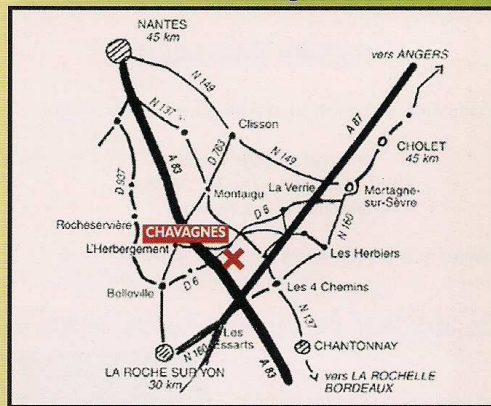 NANTES
45 km
vers ANGERS
N 149
N 137
A 87
Clisson
D 763
CHOLET
45 km
N 149
D 937
A 83
La Verrie
Mortagne-
sur-Sèvre
Montaigu
D 6
Rocheservière
CHAVAGNES
N 160
L'Herbergement
Les Herbiers
D 6
Belleville
Les 4 Chemins
N 137
Les
Essarts
N 160
CHANTONNAY
LA ROCHE SUR YON
30 km
A 83
vers LA ROCHELLE
BORDEAUX